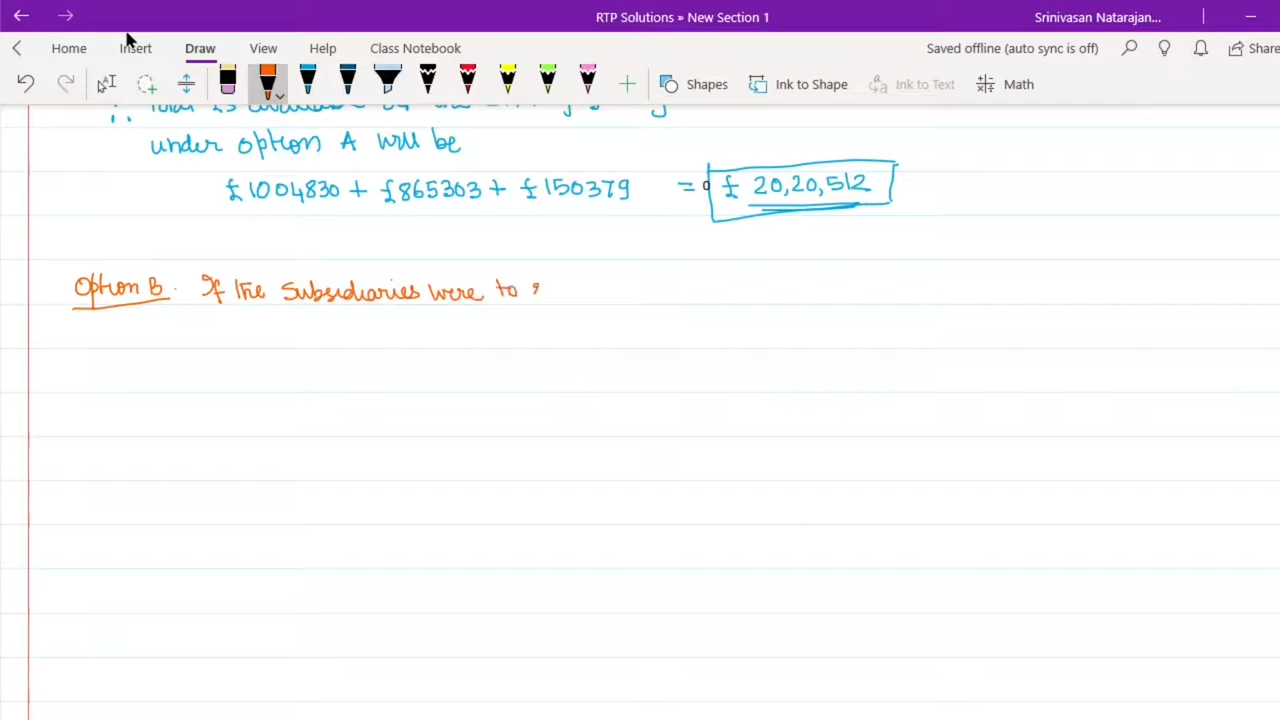 RTP Solutions » New Section 1
Srinivasan Natarajan...
Home Insert Draw View Help Class Notebook
Saved offline (auto sync is off) Share
Shapes Ink to Shape Ink to Text Math
under option A will be
£1004830 + £865303 + £150379 = £ 20,20,512
Option B. If the Subsidiaries were to